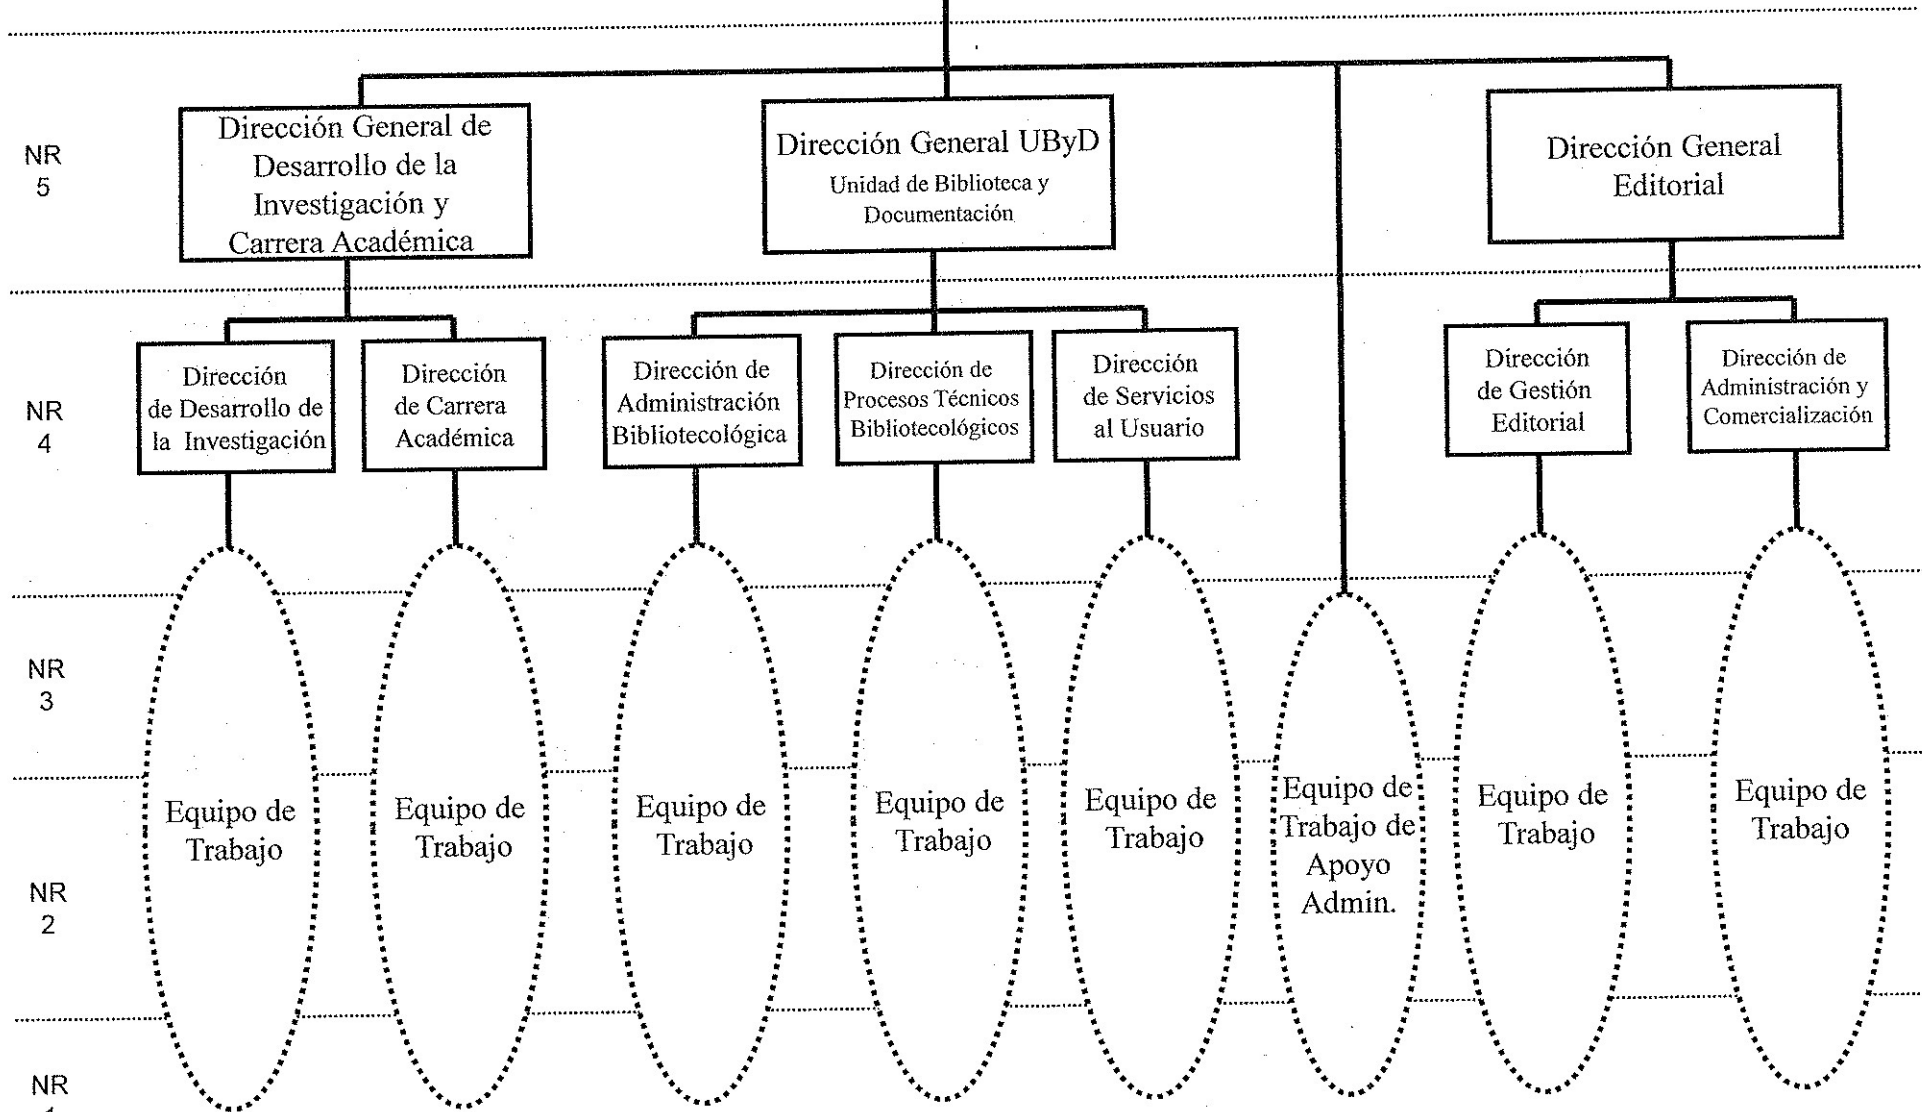 NR
5
Dirección General de
Desarrollo de la
Investigación y
Carrera Académica
Dirección General UByD
Unidad de Biblioteca y
Documentación
Dirección General
Editorial
NR
4
Dirección
de Desarrollo de
la Investigación
Dirección
de Carrera
Académica
Dirección de
Administración
Bibliotecológica
Dirección de
Procesos Técnicos
Bibliotecológicos
Dirección
de Servicios
al Usuario
Dirección
de Gestión
Editorial
Dirección de
Administración y
Comercialización
NR
3
NR
2
Equipo de
Trabajo
Equipo de
Trabajo
Equipo de
Trabajo
Equipo de
Trabajo
Equipo de
Trabajo
Equipo de
Trabajo de
Apoyo
Admin.
Equipo de
Trabajo
Equipo de
Trabajo
NR